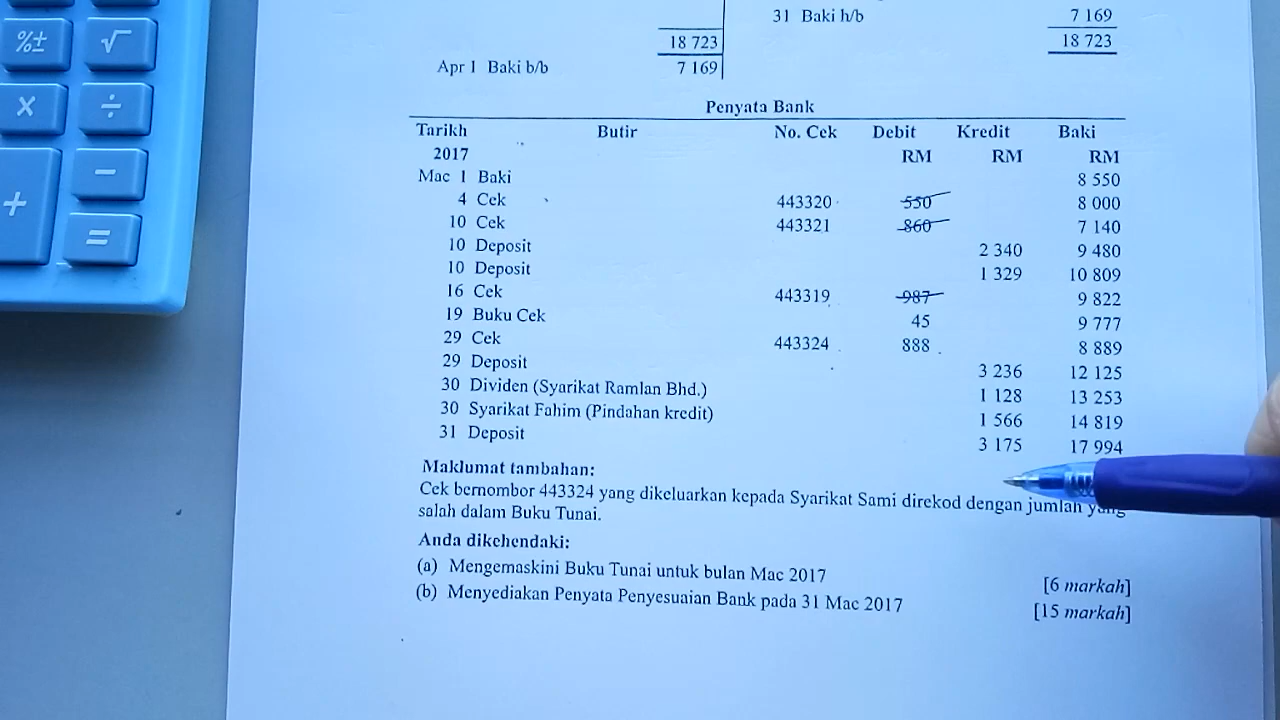 %± √
× ÷
−
+ =
31 Baki h/b 7 169
18 723 18 723
Apr 1 Baki b/b 7 169
Penyata Bank
Tarikh Butir No. Cek Debit Kredit Baki
2017 RM RM RM
Mac 1 Baki 8 550
4 Cek 443320 550 8 000
10 Cek 443321 860 7 140
10 Deposit 2 340 9 480
10 Deposit 1 329 10 809
16 Cek 443319 987 9 822
19 Buku Cek 45 9 777
29 Cek 443324 888 8 889
29 Deposit 3 236 12 125
30 Dividen (Syarikat Ramlan Bhd.) 1 128 13 253
30 Syarikat Fahim (Pindahan kredit) 1 566 14 819
31 Deposit 3 175 17 994
Maklumat tambahan:
Cek bernombor 443324 yang dikeluarkan kepada Syarikat Sami direkod dengan jumlah yang
salah dalam Buku Tunai.
Anda dikehendaki:
(a) Mengemaskini Buku Tunai untuk bulan Mac 2017 [6 markah]
(b) Menyediakan Penyata Penyesuaian Bank pada 31 Mac 2017 [15 markah]